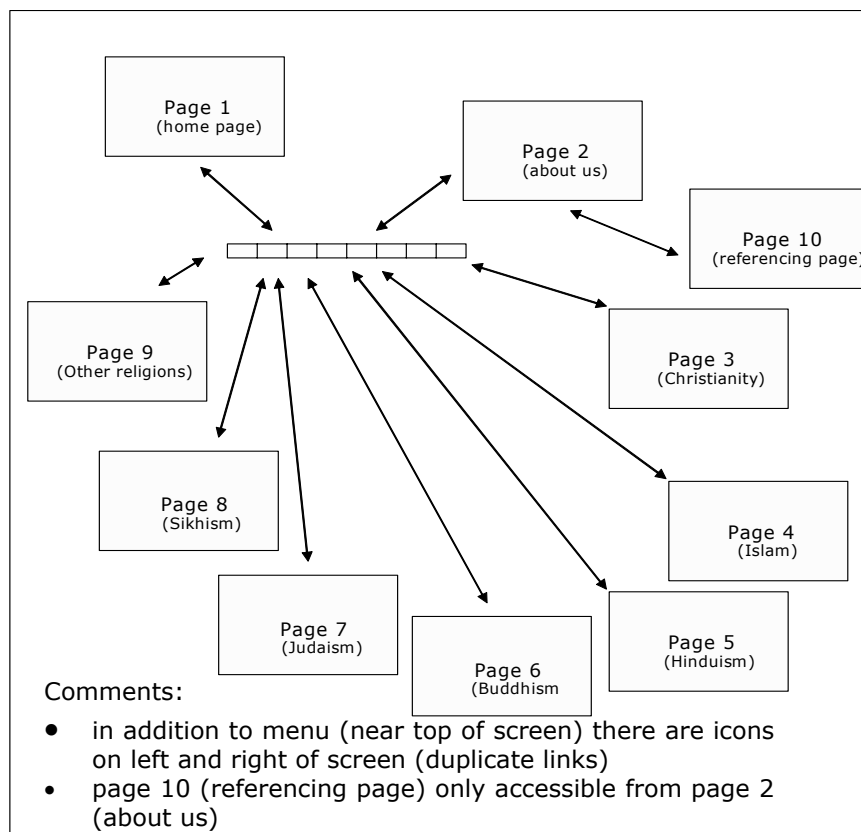 Page 1
(home page)
Page 2
(about us)
Page 10
(referencing page)
Page 9
(Other religions)
Page 3
(Christianity)
Page 8
(Sikhism)
Page 4
(Islam)
Page 7
(Judaism)
Page 6
(Buddhism
Page 5
(Hinduism)
Comments:
• in addition to menu (near top of screen) there are icons
on left and right of screen (duplicate links)
• page 10 (referencing page) only accessible from page 2
(about us)